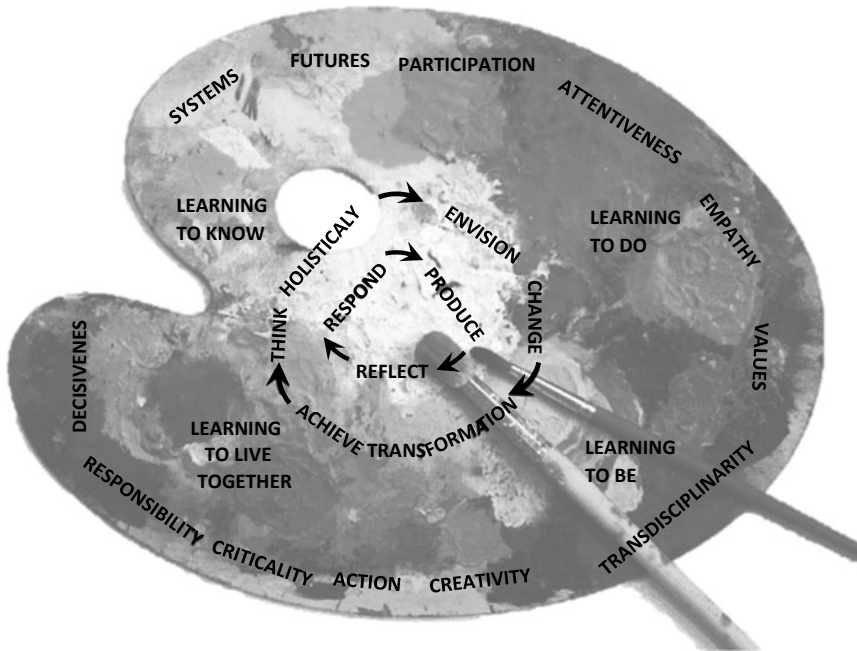 SYSTEMS
FUTURES
PARTICIPATION
ATTENTIVENESS
EMPATHY
VALUES
TRANSDISCIPLINARITY
CREATIVITY
ACTION
CRITICALITY
RESPONSIBILITY
DECISIVENES
LEARNING
TO KNOW
LEARNING
TO DO
LEARNING
TO BE
LEARNING
TO LIVE
TOGETHER
THINK HOLISTICALY
ENVISION
CHANGE
ACHIEVE TRANSFORMATION
RESPOND
PRODUCE
REFLECT